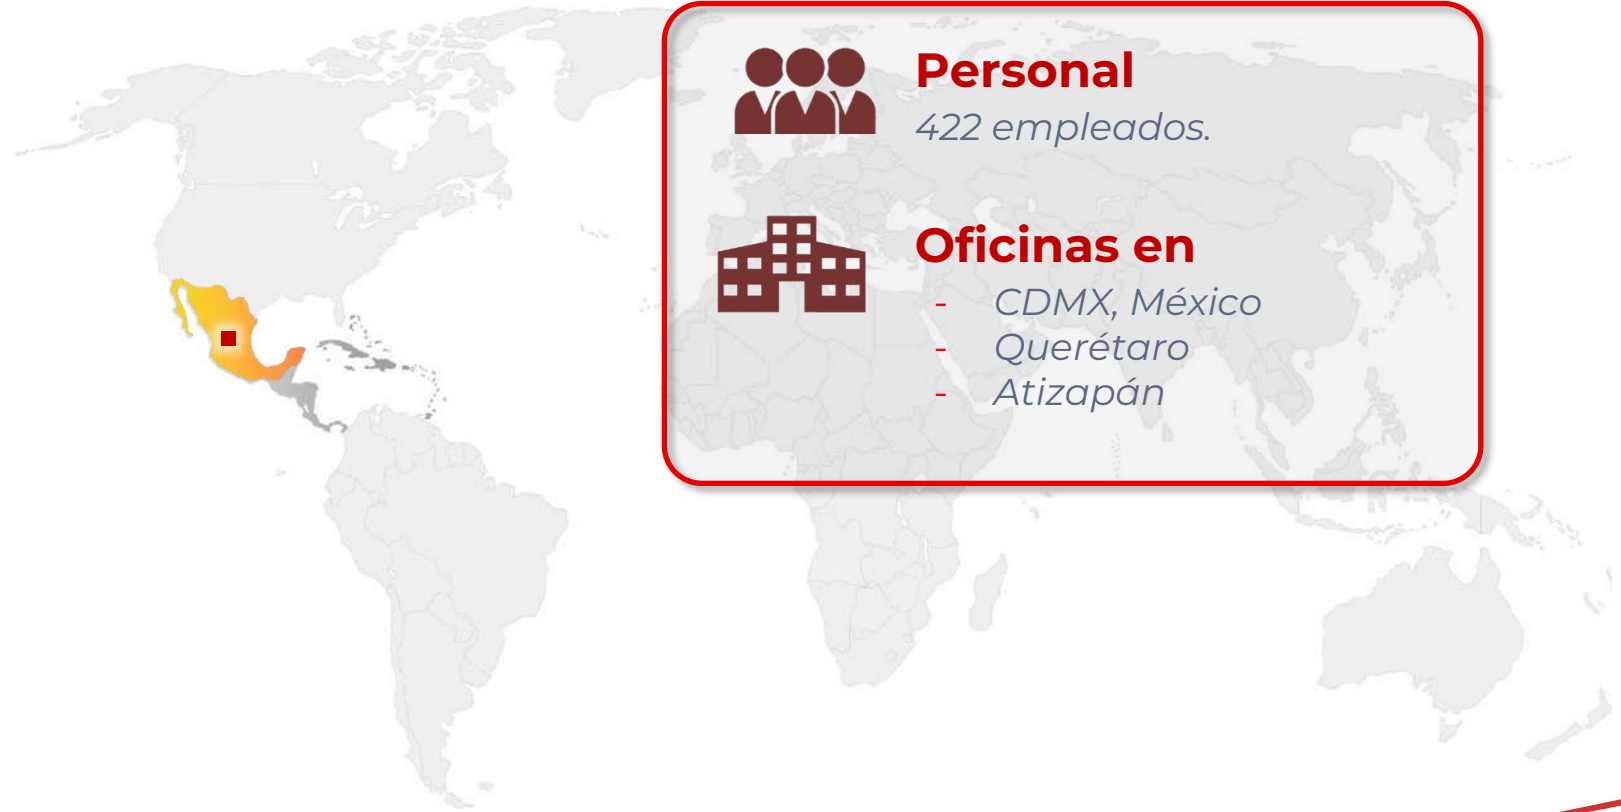 Personal
422 empleados.
Oficinas en
- CDMX, México
- Querétaro
- Atizapán